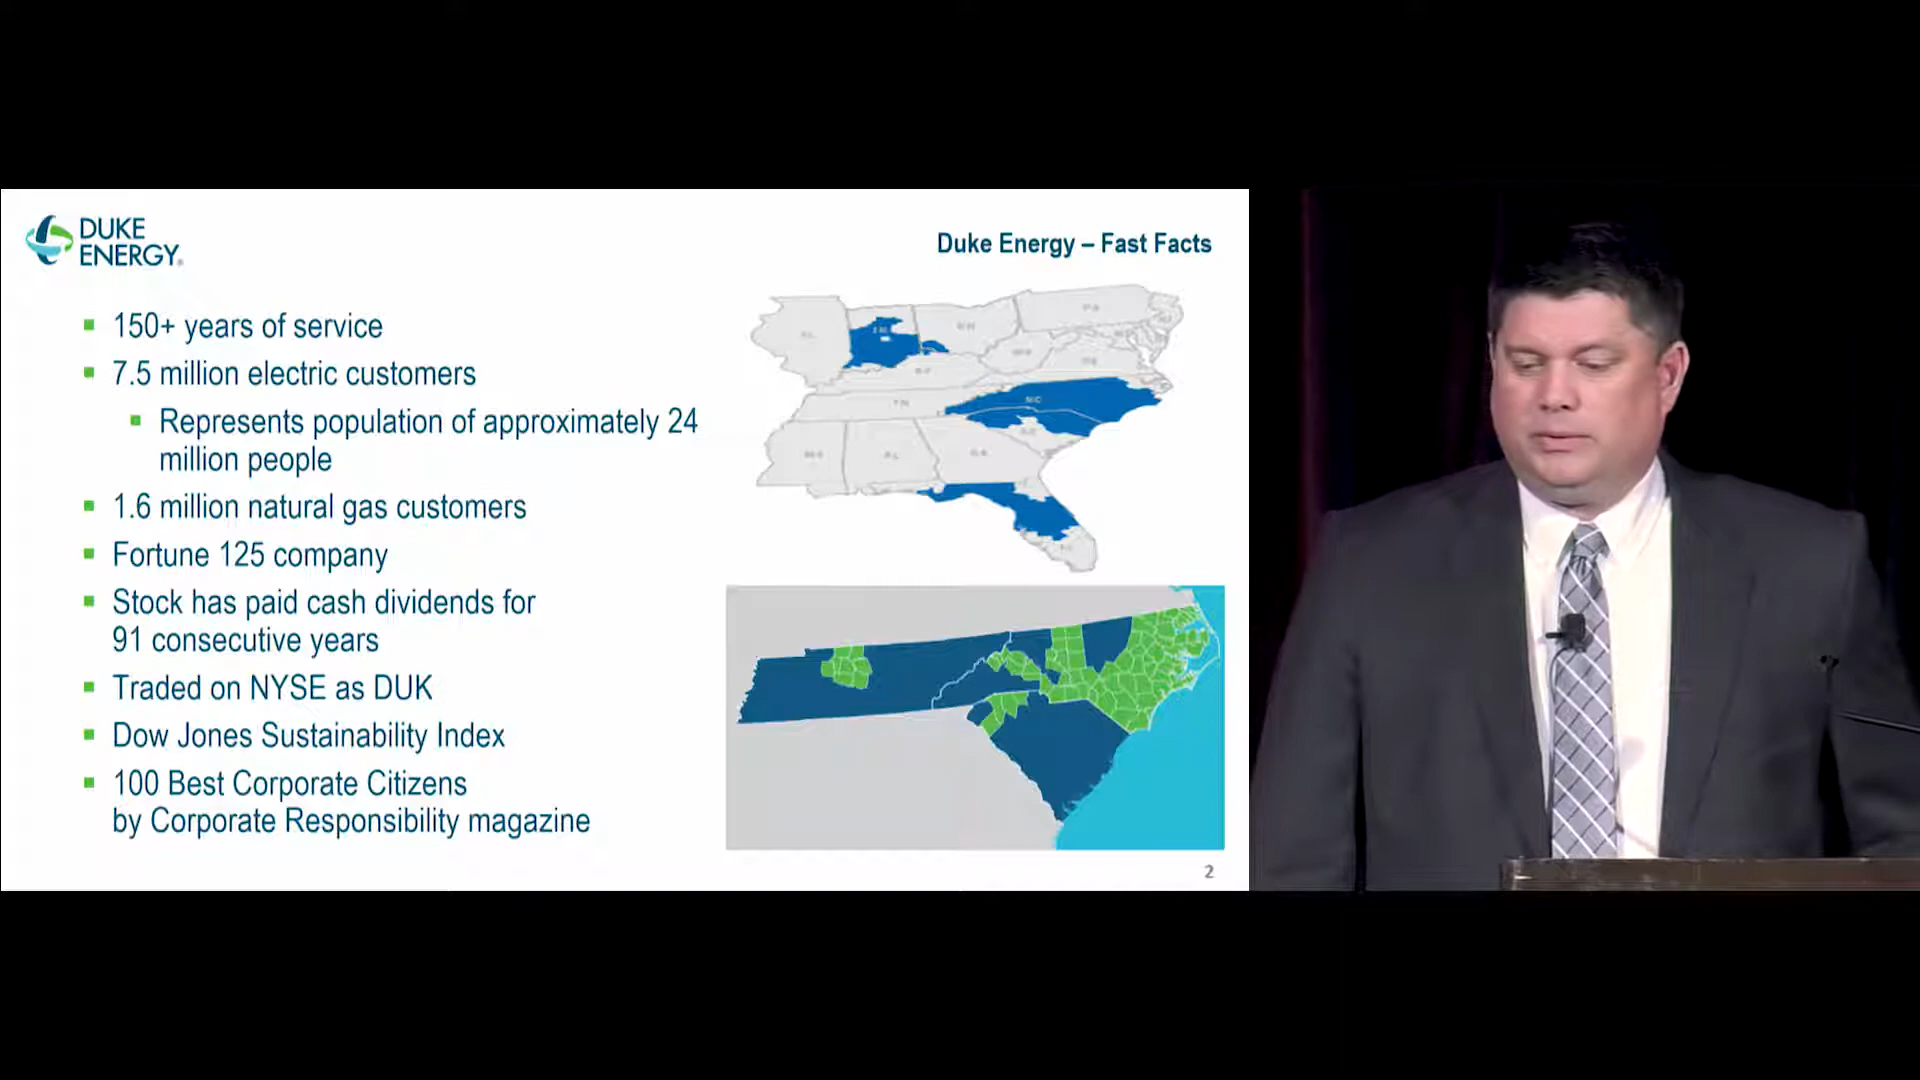 DUKE
ENERGY®
Duke Energy – Fast Facts
150+ years of service
7.5 million electric customers
Represents population of approximately 24
million people
1.6 million natural gas customers
Fortune 125 company
Stock has paid cash dividends for
91 consecutive years
Traded on NYSE as DUK
Dow Jones Sustainability Index
100 Best Corporate Citizens
by Corporate Responsibility magazine
PA
NC
TN
2